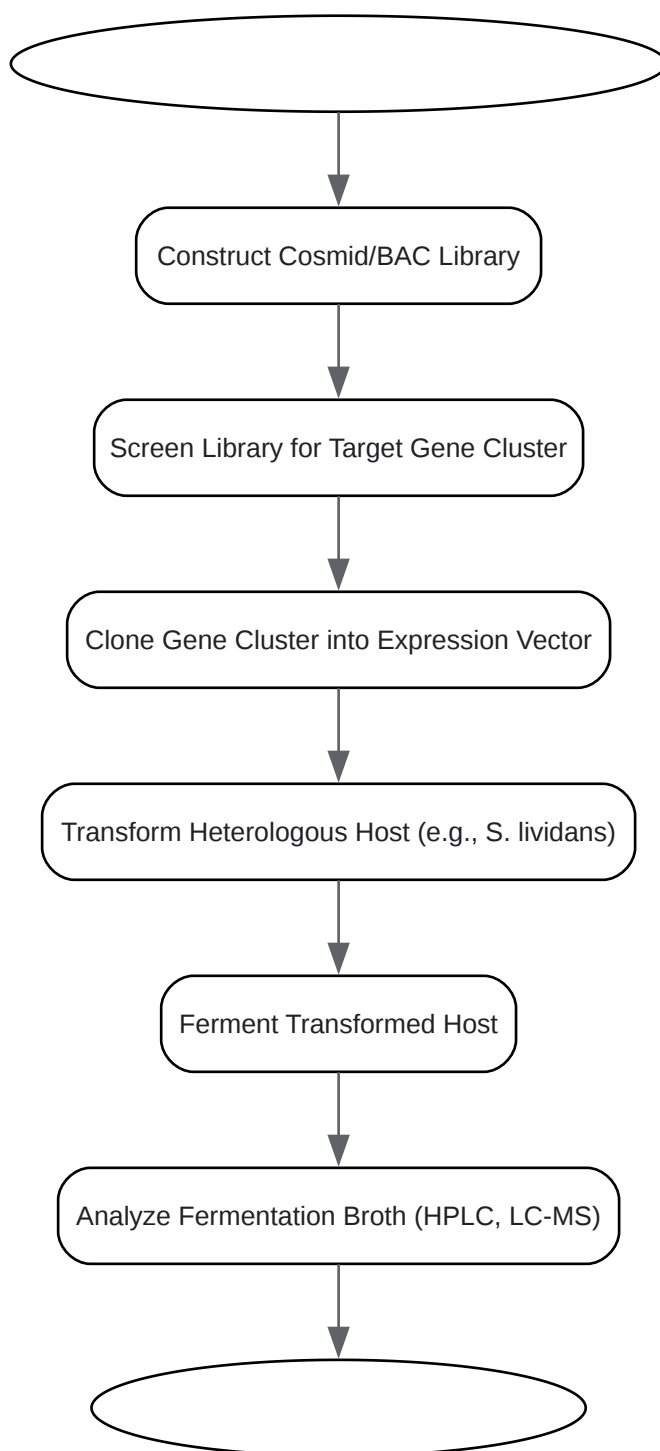 Construct Cosmid/BAC Library
Screen Library for Target Gene Cluster
Clone Gene Cluster into Expression Vector
Transform Heterologous Host (e.g., S. lividans)
Ferment Transformed Host
Analyze Fermentation Broth (HPLC, LC-MS)